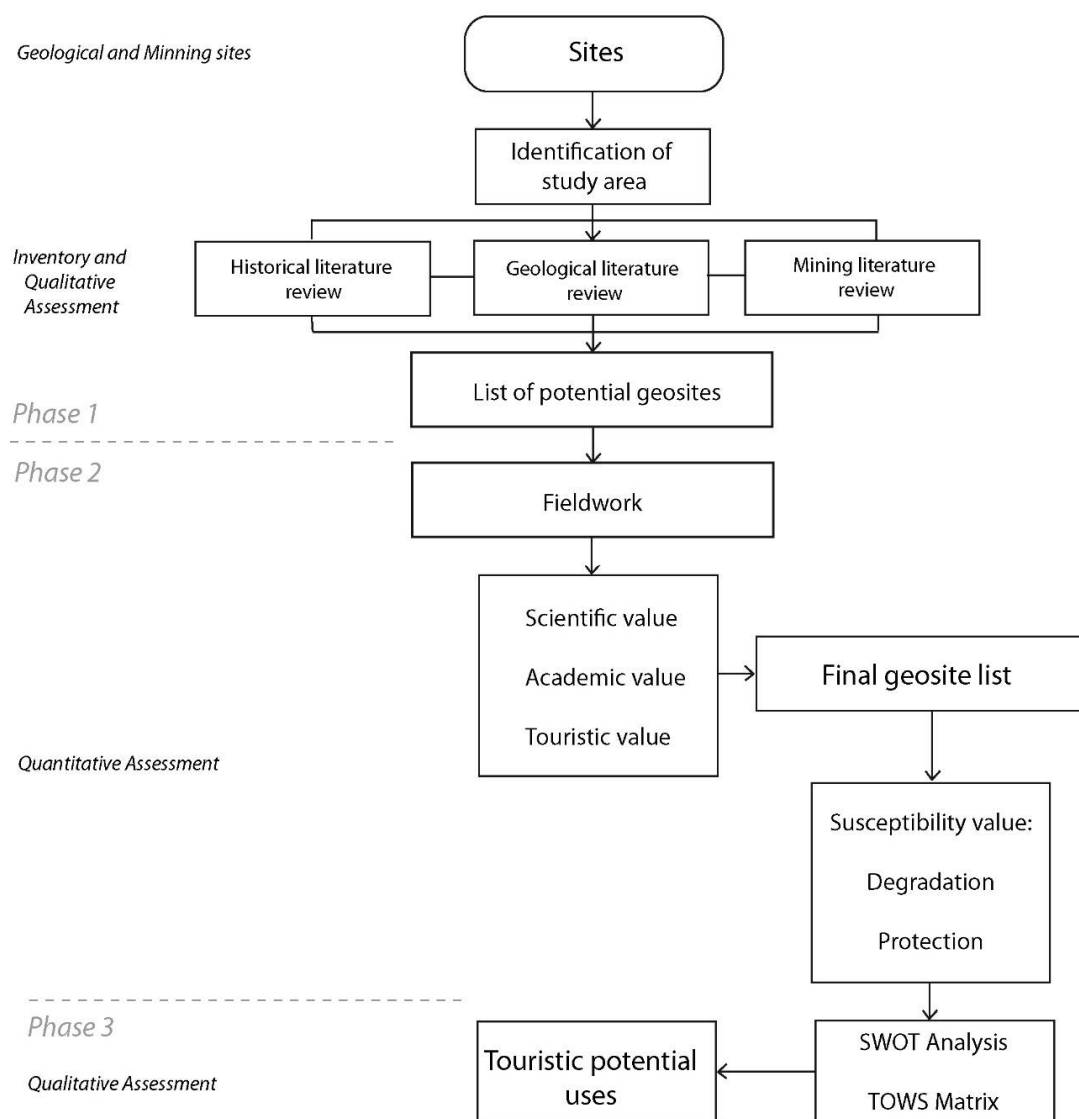 Geological and Minning sites
Sites
Identification of
study area
Inventory and
Qualitative
Assessment
Historical literature
review
Geological literature
review
Mining literature
review
List of potential geosites
Phase 1
Phase 2
Fieldwork
Scientific value
Academic value
Touristic value
Final geosite list
Quantitative Assessment
Susceptibility value:
Degradation
Protection
Phase 3
Qualitative Assessment
Touristic potential
uses
SWOT Analysis
TOWS Matrix